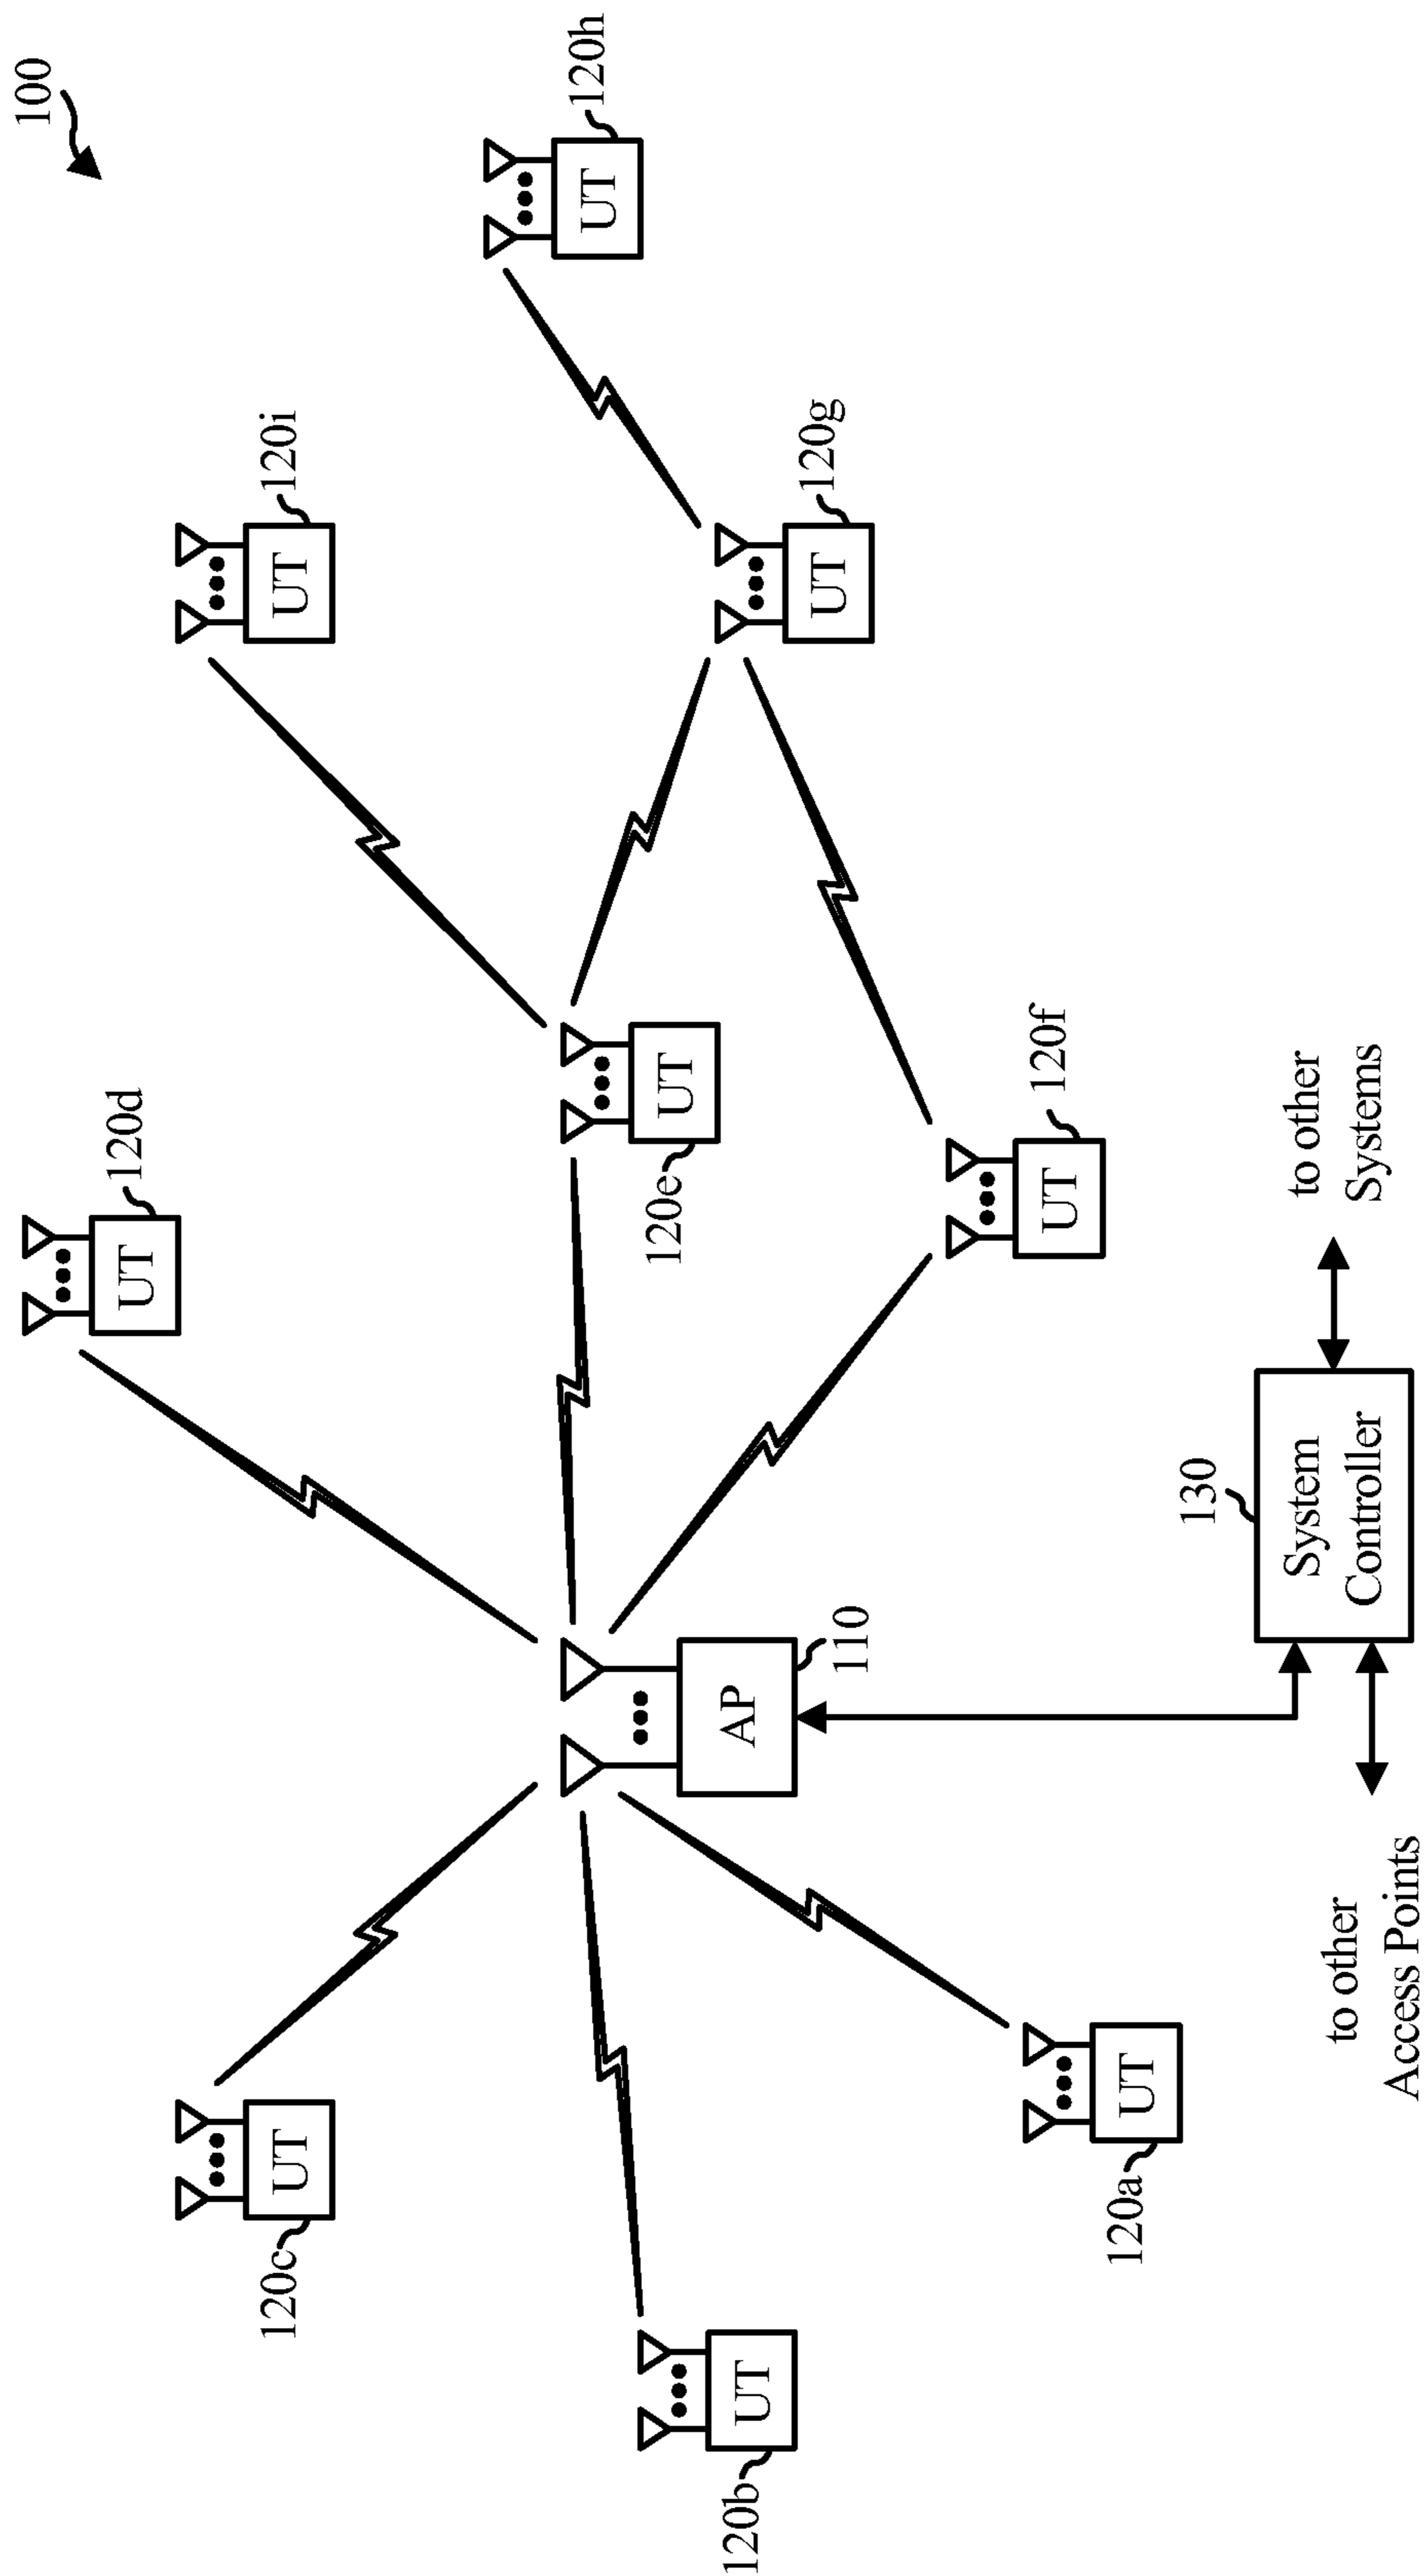 100
UT
120d
UT
120c
UT
120i
UT
120h
UT
120b
AP
110
UT
120e
UT
120g
UT
120f
UT
120a
130
System
Controller
to other
Systems
to other
Access Points